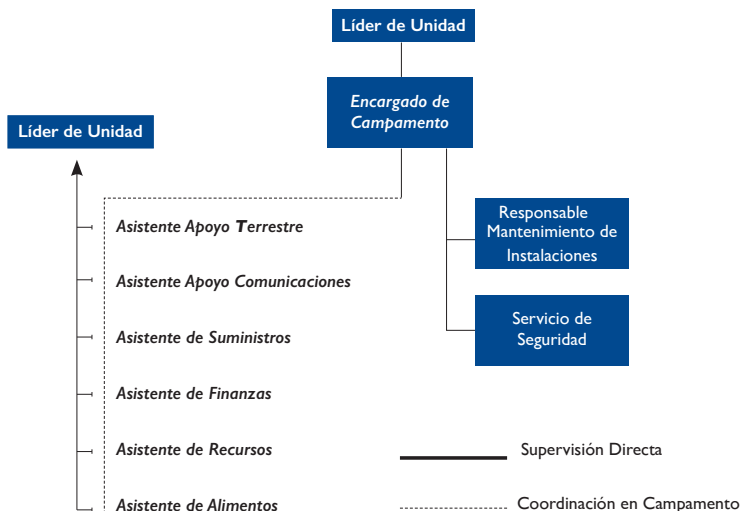 Líder de Unidad
Encargado de
Campamento
Líder de Unidad
Responsable
Mantenimiento de
Instalaciones
Servicio de
Seguridad
Asistente Apoyo Terrestre
Asistente Apoyo Comunicaciones
Asistente de Suministros
Asistente de Finanzas
Asistente de Recursos
Asistente de Alimentos
Supervisión Directa
Coordinación en Campamento